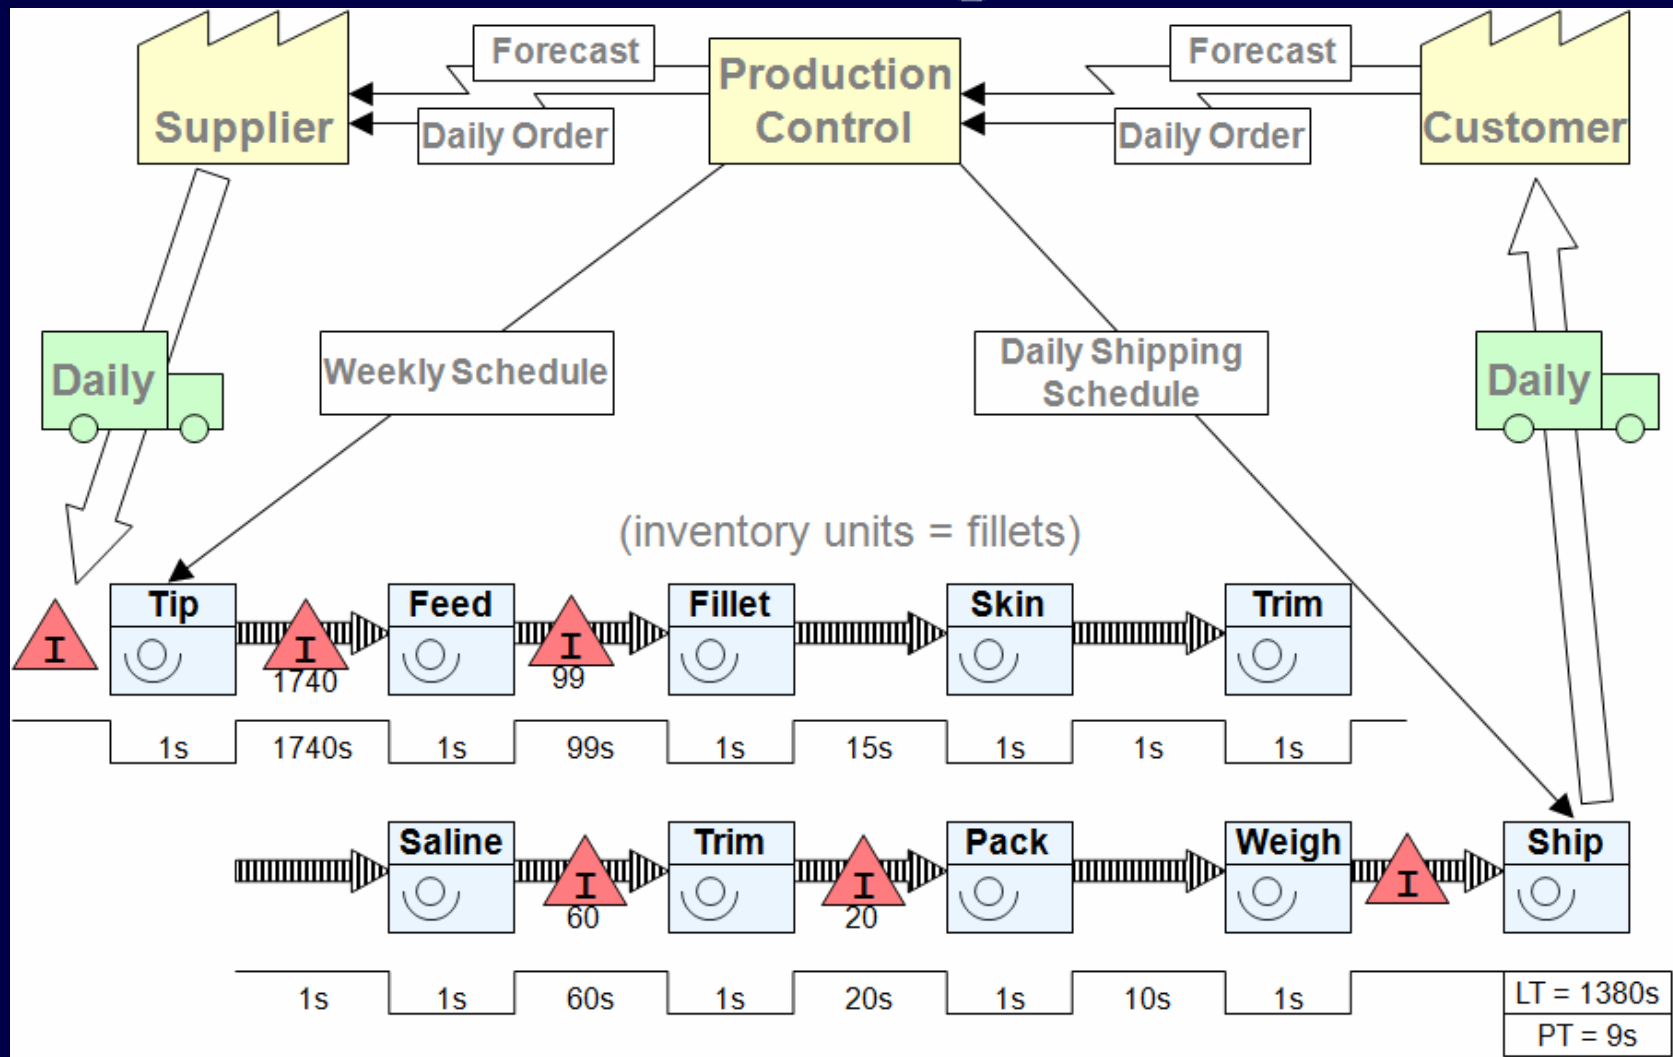 Forecast
Forecast
Production
Control
Supplier
Customer
Daily Order
Daily Order
Daily
Weekly Schedule
Daily Shipping
Schedule
Daily
(inventory units = fillets)
Tip
Feed
Fillet
Skin
Trim
I
I
I
1740
99
1s
1740s
1s
99s
1s
15s
1s
1s
1s
Saline
Trim
Pack
Weigh
Ship
I
I
I
60
20
1s
1s
60s
1s
20s
1s
10s
1s
LT = 1380s
PT = 9s